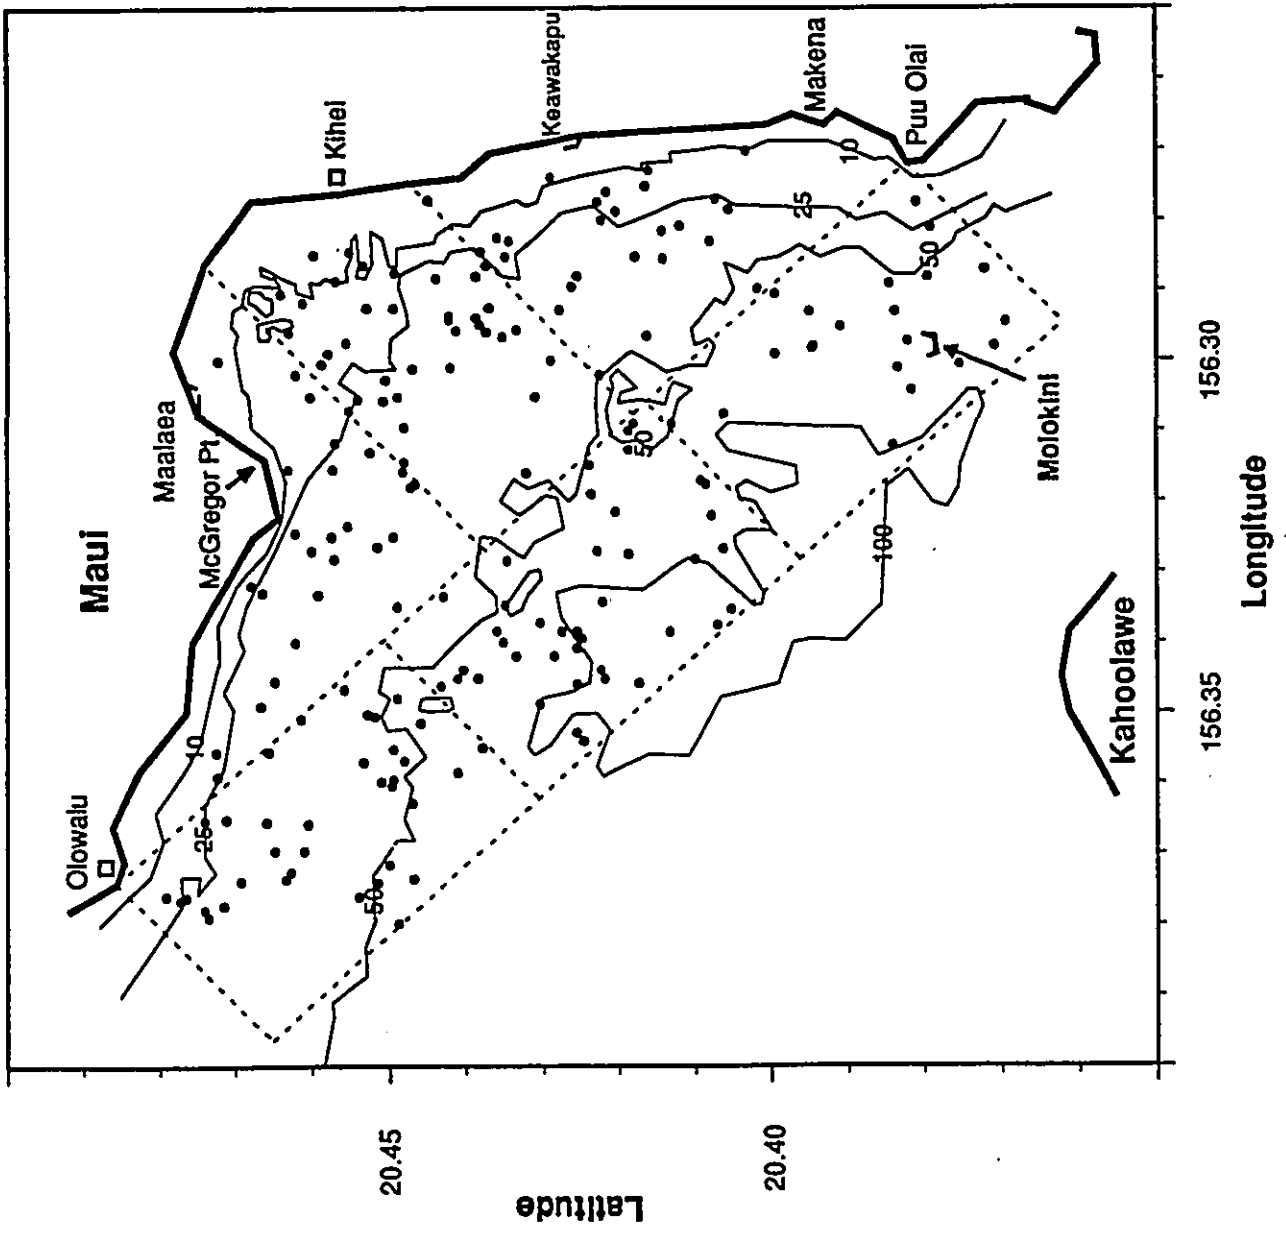 Olowalu
Maui
Maalaea
10
25
McGregor Pt
Kihei
50
20.45
Keawakapu
Latitude
50
20.40
25
Makena
10
100
Puu Olai
50
Molokini
Kahoolawe
156.35
156.30
Longitude